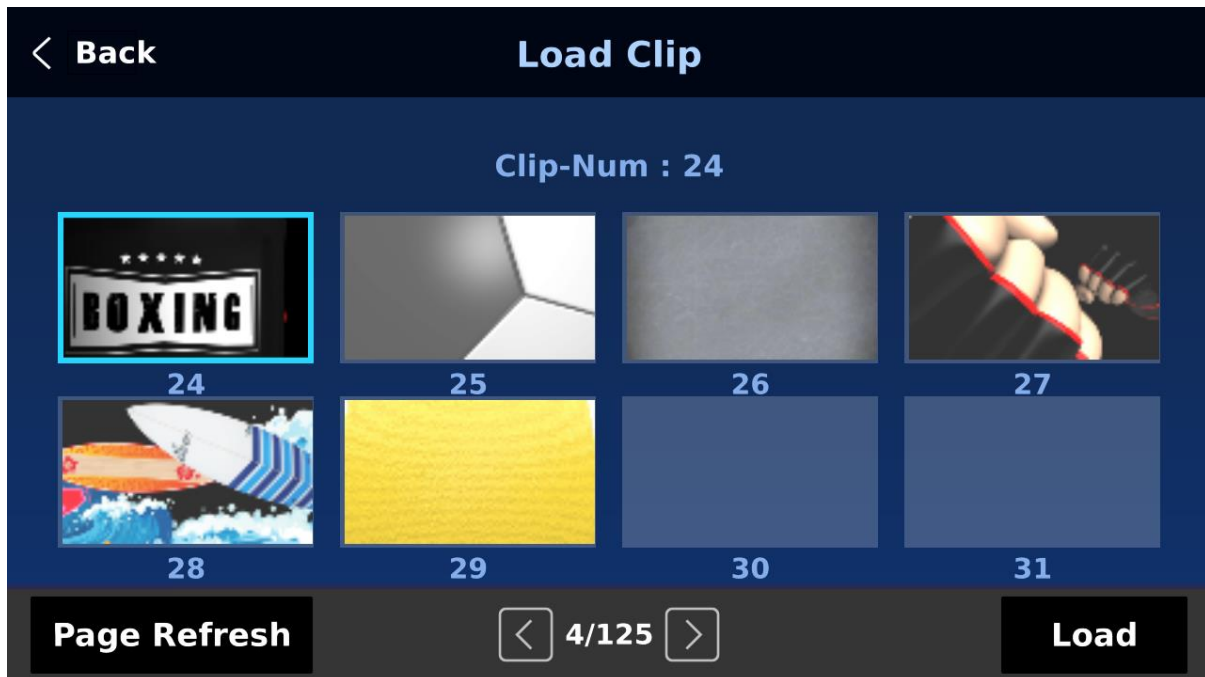 Back
Load Clip
Clip-Num : 24
BOXING
24 25 26 27
28 29 30 31
Page Refresh 4/125 Load